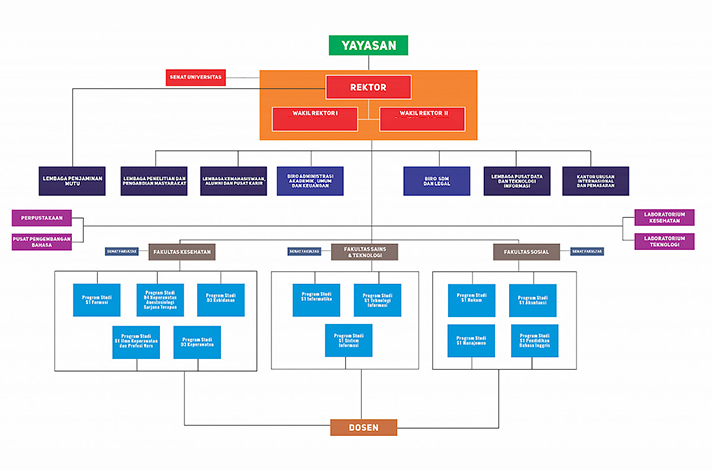 YAYASAN
SENAT UNIVERSITAS
REKTOR
WAKIL REKTOR I
WAKIL REKTOR II
LEMBAGA PENJAMINAN
MUTU
LEMBAGA PENELITIAN DAN
PENGABDIAN MASYARAKAT
LEMBAGA KEMAHASISWAAN,
ALUMNI DAN PUSAT KARIR
BIRO ADMINISTRASI
AKADEMIK, UMUM
DAN KEUANGAN
BIRO SDM
DAN LEGAL
LEMBAGA PUSAT DATA
DAN TEKNOLOGI
INFORMASI
KANTOR URUSAN
INTERNASIONAL
DAN PEMASARAN
PERPUSTAKAAN
LABORATORIUM
KESEHATAN
PUSAT PENGEMBANGAN
BAHASA
LABORATORIUM
TEKNOLOGI
SENAT FAKULTAS
FAKULTAS KESEHATAN
SENAT FAKULTAS
FAKULTAS SAINS
& TEKNOLOGI
FAKULTAS SOSIAL
SENAT FAKULTAS
Program Studi
S1 Farmasi
Program Studi
D4 Keperawatan
Anestesiologi
Sarjana Terapan
Program Studi
D3 Kebidanan
Program Studi
S1 Informatika
Program Studi
S1 Teknologi
Informasi
Program Studi
S1 Hukum
Program Studi
S1 Akuntansi
Program Studi
S1 Ilmu Keperawatan
dan Profesi Ners
Program Studi
D3 Keperawatan
Program Studi
S1 Sistem
Informasi
Program Studi
S1 Manajemen
Program Studi
S1 Pendidikan
Bahasa Inggris
DOSEN